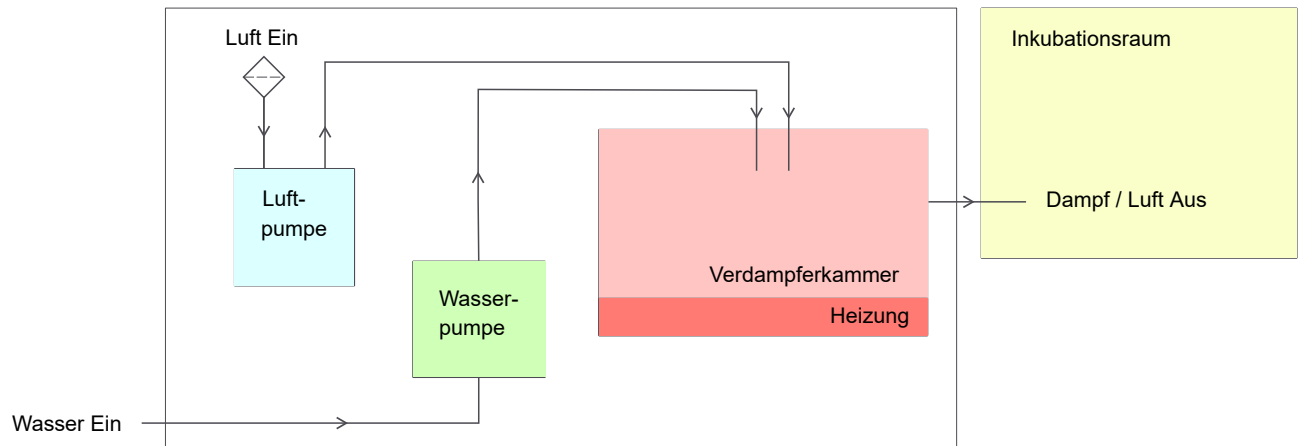 Luft Ein
Inkubationsraum
Luft-
pumpe
Dampf / Luft Aus
Verdampferkammer
Wasser-
pumpe
Heizung
Wasser Ein